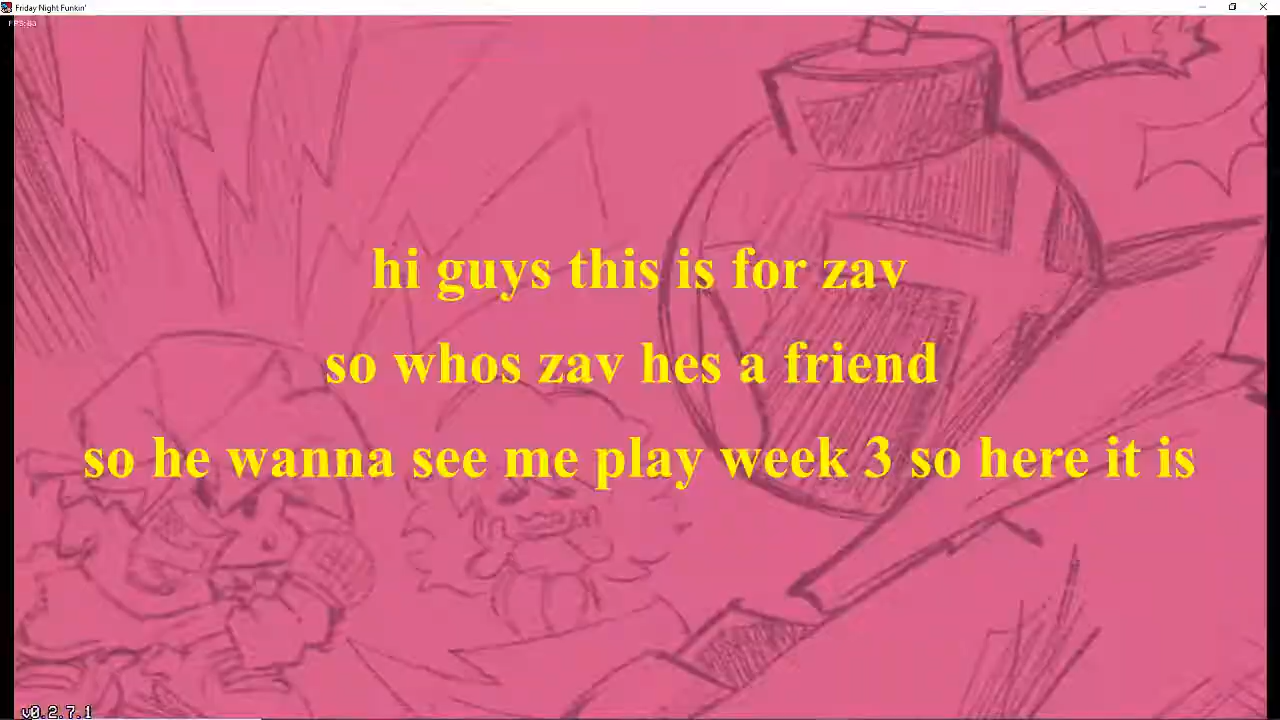 Friday Night Funkin'
hi guys this is for zav
so whos zav hes a friend
so he wanna see me play week 3 so here it is
v0.2.7.1